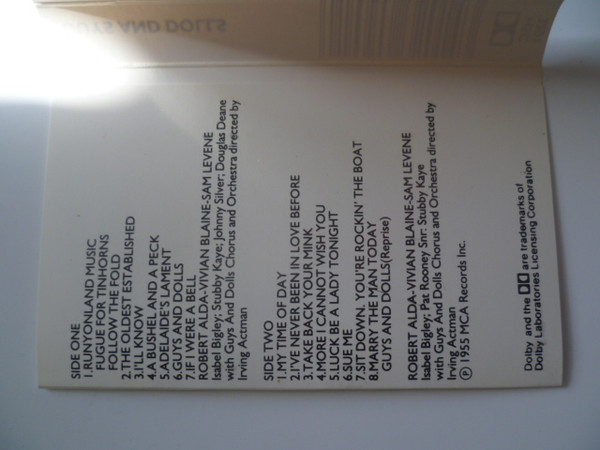 GUYS AND DOLLS
SIDE ONE
1.RUNYONLAND MUSIC
FUGUE FOR TINHORNS
FOLLOW THE FOLD
2.THE OLDEST ESTABLISHED
3.I'LL KNOW
4.A BUSHEL AND A PECK
5.ADELAIDE'S LAMENT
6.GUYS AND DOLLS
7.IF I WERE A BELL
ROBERT ALDA-VIVIAN BLAINE-SAM LEVENE
Isabel Bigley; Stubby Kaye; Johnny Silver; Douglas Deane
with Guys And Dolls Chorus and Orchestra directed by
Irving Actman
SIDE TWO
'1.MY TIME OF DAY
2.I'VE NEVER BEEN IN LOVE BEFORE
3.TAKE BACK YOUR MINK
4.MORE I CANNOT WISH YOU
5.LUCK BE A LADY TONIGHT
6.SUE ME
7.SIT DOWN, YOU'RE ROCKIN' THE BOAT
8.MARRY THE MAN TODAY
GUYS AND DOLLS(Reprise)
ROBERT ALDA-VIVIAN BLAINE-SAM LEVENE
Isabel Bigley, Pat Rooney Snr: Stubby Kaye
with Guys And Dolls Chorus and Orchestra directed by
Irving Actman
Ⓟ 1955 MCA Records Inc.
Dolby and the are trademarks of
Dolby Laboratories Licensing Corporation